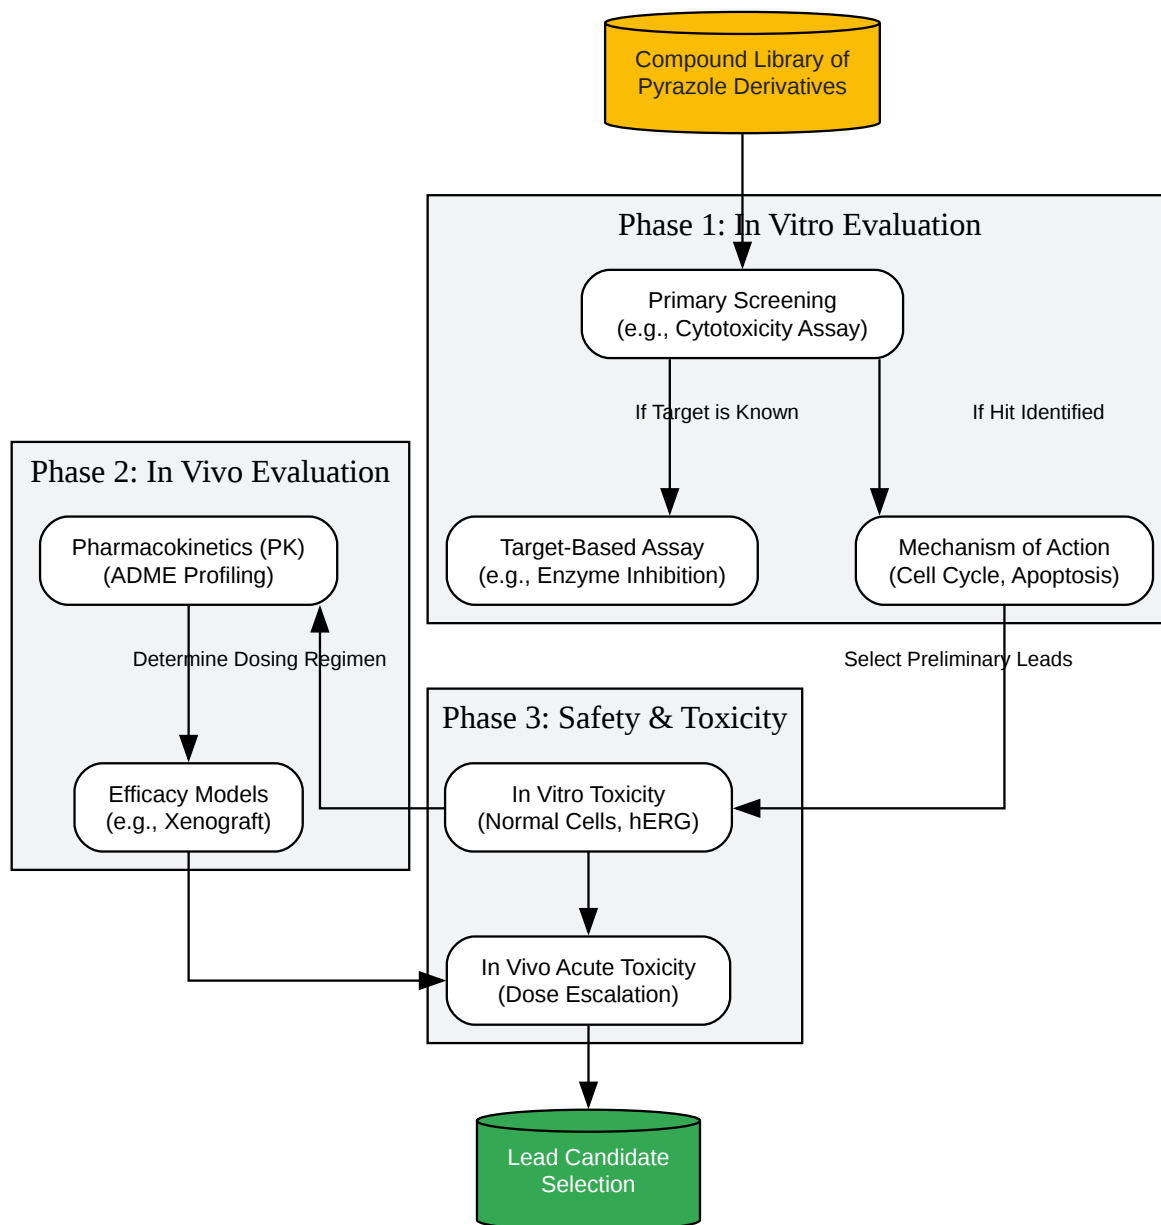 Compound Library of
Pyrazole Derivatives
Phase 1: In Vitro Evaluation
Primary Screening
(e.g., Cytotoxicity Assay)
If Target is Known
If Hit Identified
Target-Based Assay
(e.g., Enzyme Inhibition)
Mechanism of Action
(Cell Cycle, Apoptosis)
Select Preliminary Leads
Phase 2: In Vivo Evaluation
Pharmacokinetics (PK)
(ADME Profiling)
Determine Dosing Regimen
Efficacy Models
(e.g., Xenograft)
Phase 3: Safety & Toxicity
In Vitro Toxicity
(Normal Cells, hERG)
In Vivo Acute Toxicity
(Dose Escalation)
Lead Candidate
Selection